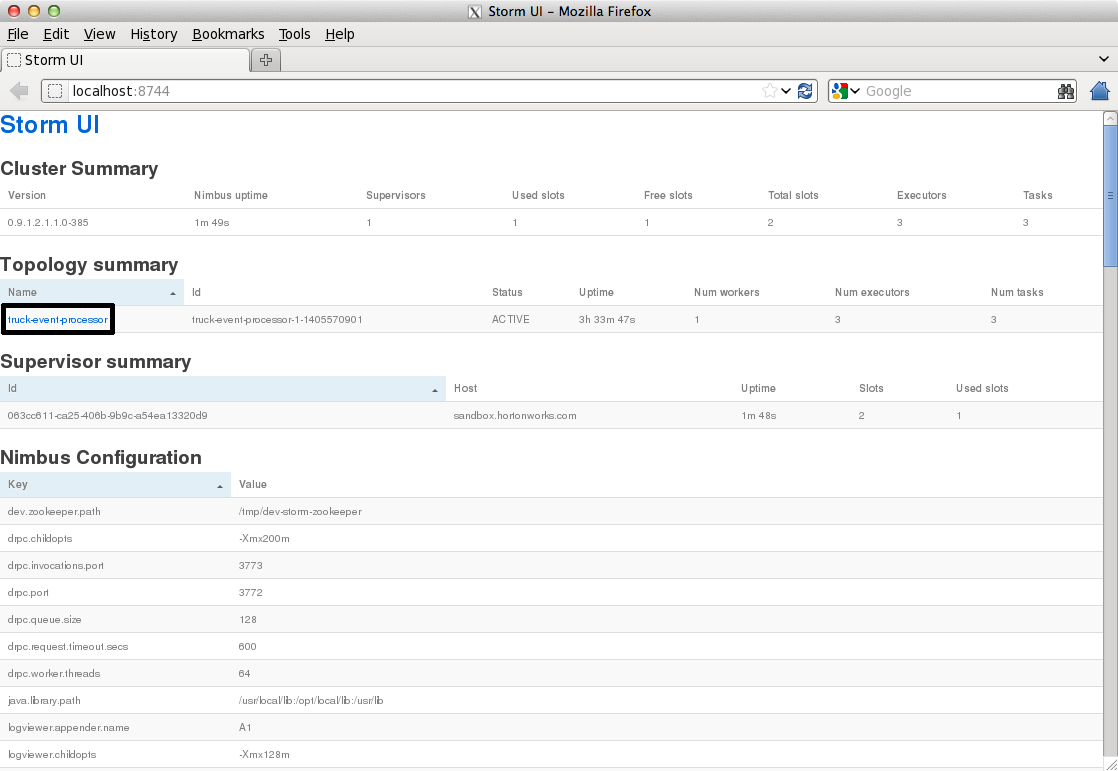 Storm UI - Mozilla Firefox
File Edit View History Bookmarks Tools Help
Storm UI
localhost:8744 Google
Storm UI
Cluster Summary
Version Nimbus uptime Supervisors Used slots Free slots Total slots Executors Tasks
0.9.1.2.1.1.0-385 1m 49s 1 1 1 2 3 3
Topology summary
Name Id Status Uptime Num workers Num executors Num tasks
truck-event-processor truck-event-processor-1-1405570901 ACTIVE 3h 33m 47s 1 3 3
Supervisor summary
Id Host Uptime Slots Used slots
063cc611-ca25-406b-9b9c-a54ea13320d9 sandbox.hortonworks.com 1m 48s 2 1
Nimbus Configuration
Key Value
dev.zookeeper.path /tmp/dev-storm-zookeeper
drpc.childopts -Xmx200m
drpc.invocations.port 3773
drpc.port 3772
drpc.queue.size 128
drpc.request.timeout.secs 600
drpc.worker.threads 64
java.library.path /usr/local/lib:/opt/local/lib:/usr/lib
logviewer.appender.name A1
logviewer.childopts -Xmx128m